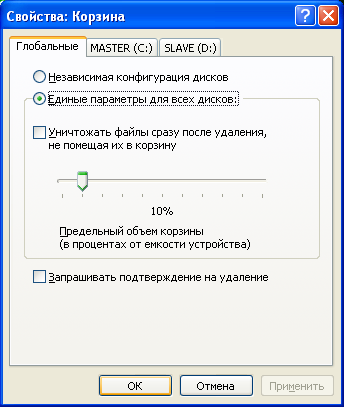 Свойства: Корзина
Глобальные
MASTER (C:)
SLAVE (D:)
Независимая конфигурация дисков
Единые параметры для всех дисков:
Уничтожать файлы сразу после удаления,
не помещая их в корзину
10%
Предельный объем корзины
(в процентах от емкости устройства)
Запрашивать подтверждение на удаление
OK
Отмена
Применить